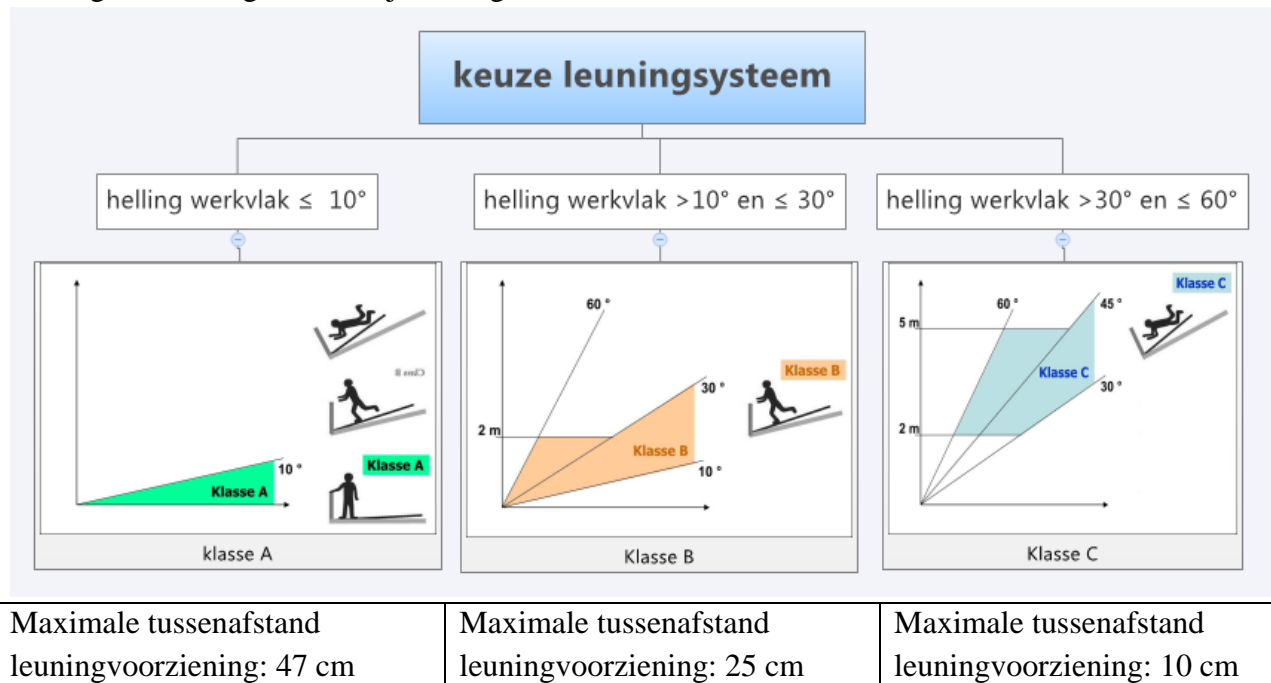 keuze leuningsysteem
helling werkvlak ≤ 10°
helling werkvlak >10° en ≤ 30°
helling werkvlak >30° en ≤ 60°
Class B
Klasse A
10 °
Klasse A
klasse A
60 °
Klasse B
30 °
2 m
Klasse B
10 °
Klasse B
Klasse C
60 °
45 °
5 m
Klasse C
30 °
2 m
Klasse C
Maximale tussenafstand
leuningvoorziening: 47 cm
Maximale tussenafstand
leuningvoorziening: 25 cm
Maximale tussenafstand
leuningvoorziening: 10 cm